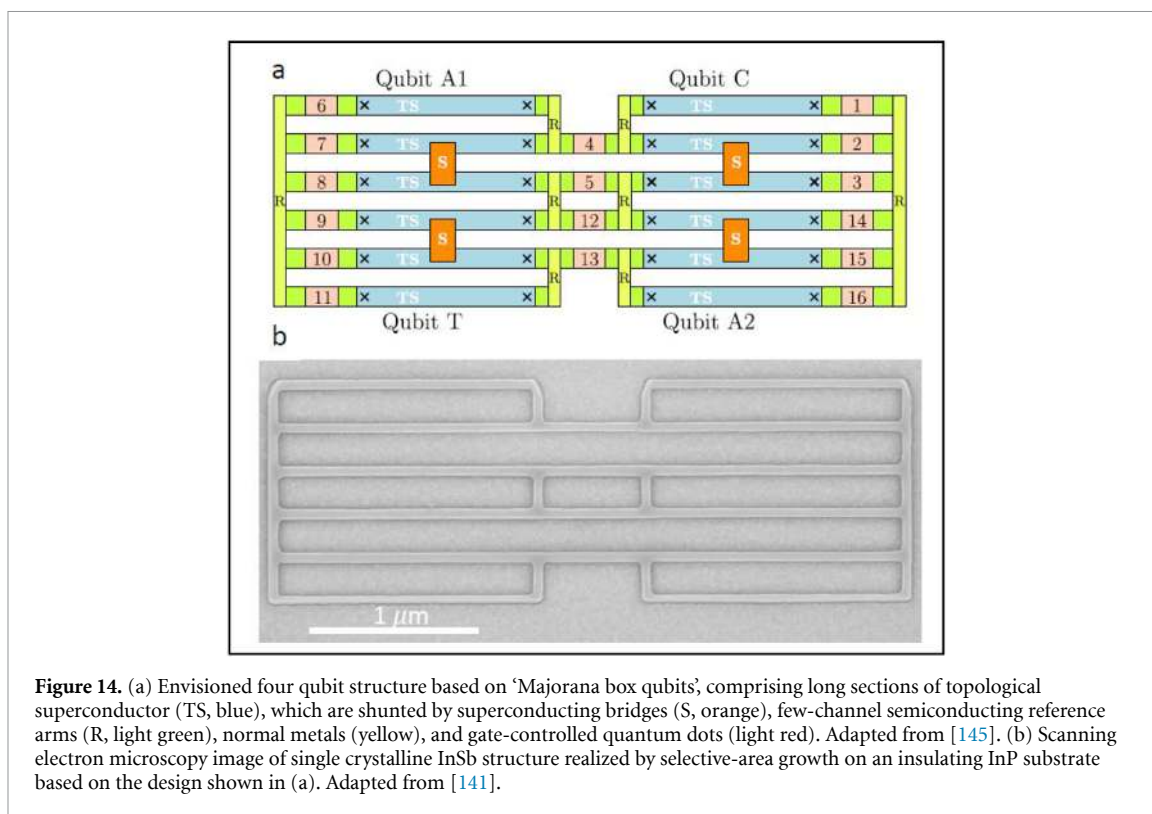 a
Qubit A1 Qubit C
6 × TS × × TS × 1
R R
7 × TS × 4 × TS × 2
S S
8 × TS × 5 × TS × 3
R R R R
9 × TS × 12 × TS × 14
S S
10 × TS × 13 × TS × 15
R R
11 × TS × × TS × 16
Qubit T Qubit A2
b
1 μm
Figure 14. (a) Envisioned four qubit structure based on ‘Majorana box qubits’, comprising long sections of topological
superconductor (TS, blue), which are shunted by superconducting bridges (S, orange), few-channel semiconducting reference
arms (R, light green), normal metals (yellow), and gate-controlled quantum dots (light red). Adapted from [145]. (b) Scanning
electron microscopy image of single crystalline InSb structure realized by selective-area growth on an insulating InP substrate
based on the design shown in (a). Adapted from [141].